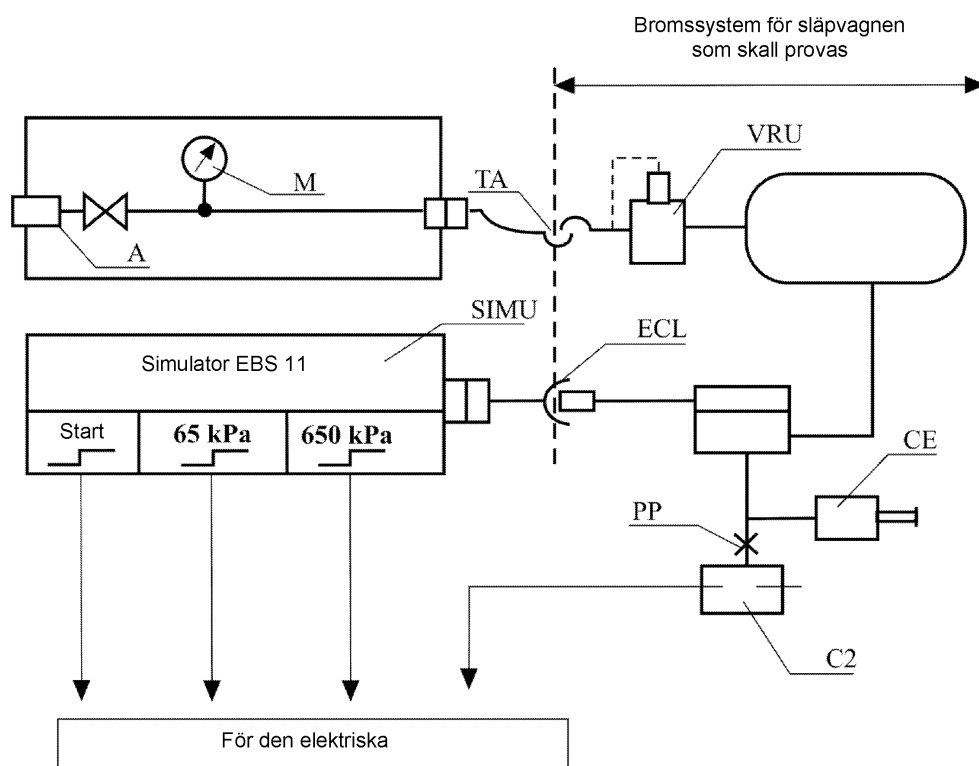 Bromssystem för släpvagnen
som skall provas
VRU
TA
M
A
SIMU
ECL
Simulator EBS 11
Start
65 kPa
650 kPa
CE
PP
C2
För den elektriska